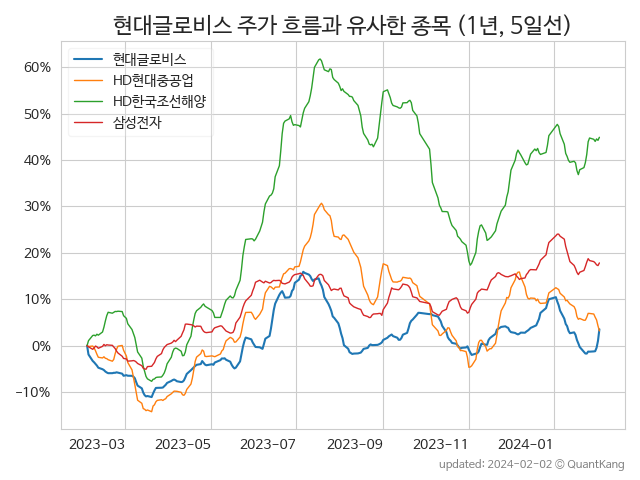 현대글로비스 주가 흐름과 유사한 종목 (1년, 5일선)
현대글로비스
HD현대중공업
HD한국조선해양
삼성전자
60%
50%
40%
30%
20%
10%
0%
−10%
2023-03 2023-05 2023-07 2023-09 2023-11 2024-01
updated: 2024-02-02 © QuantKang